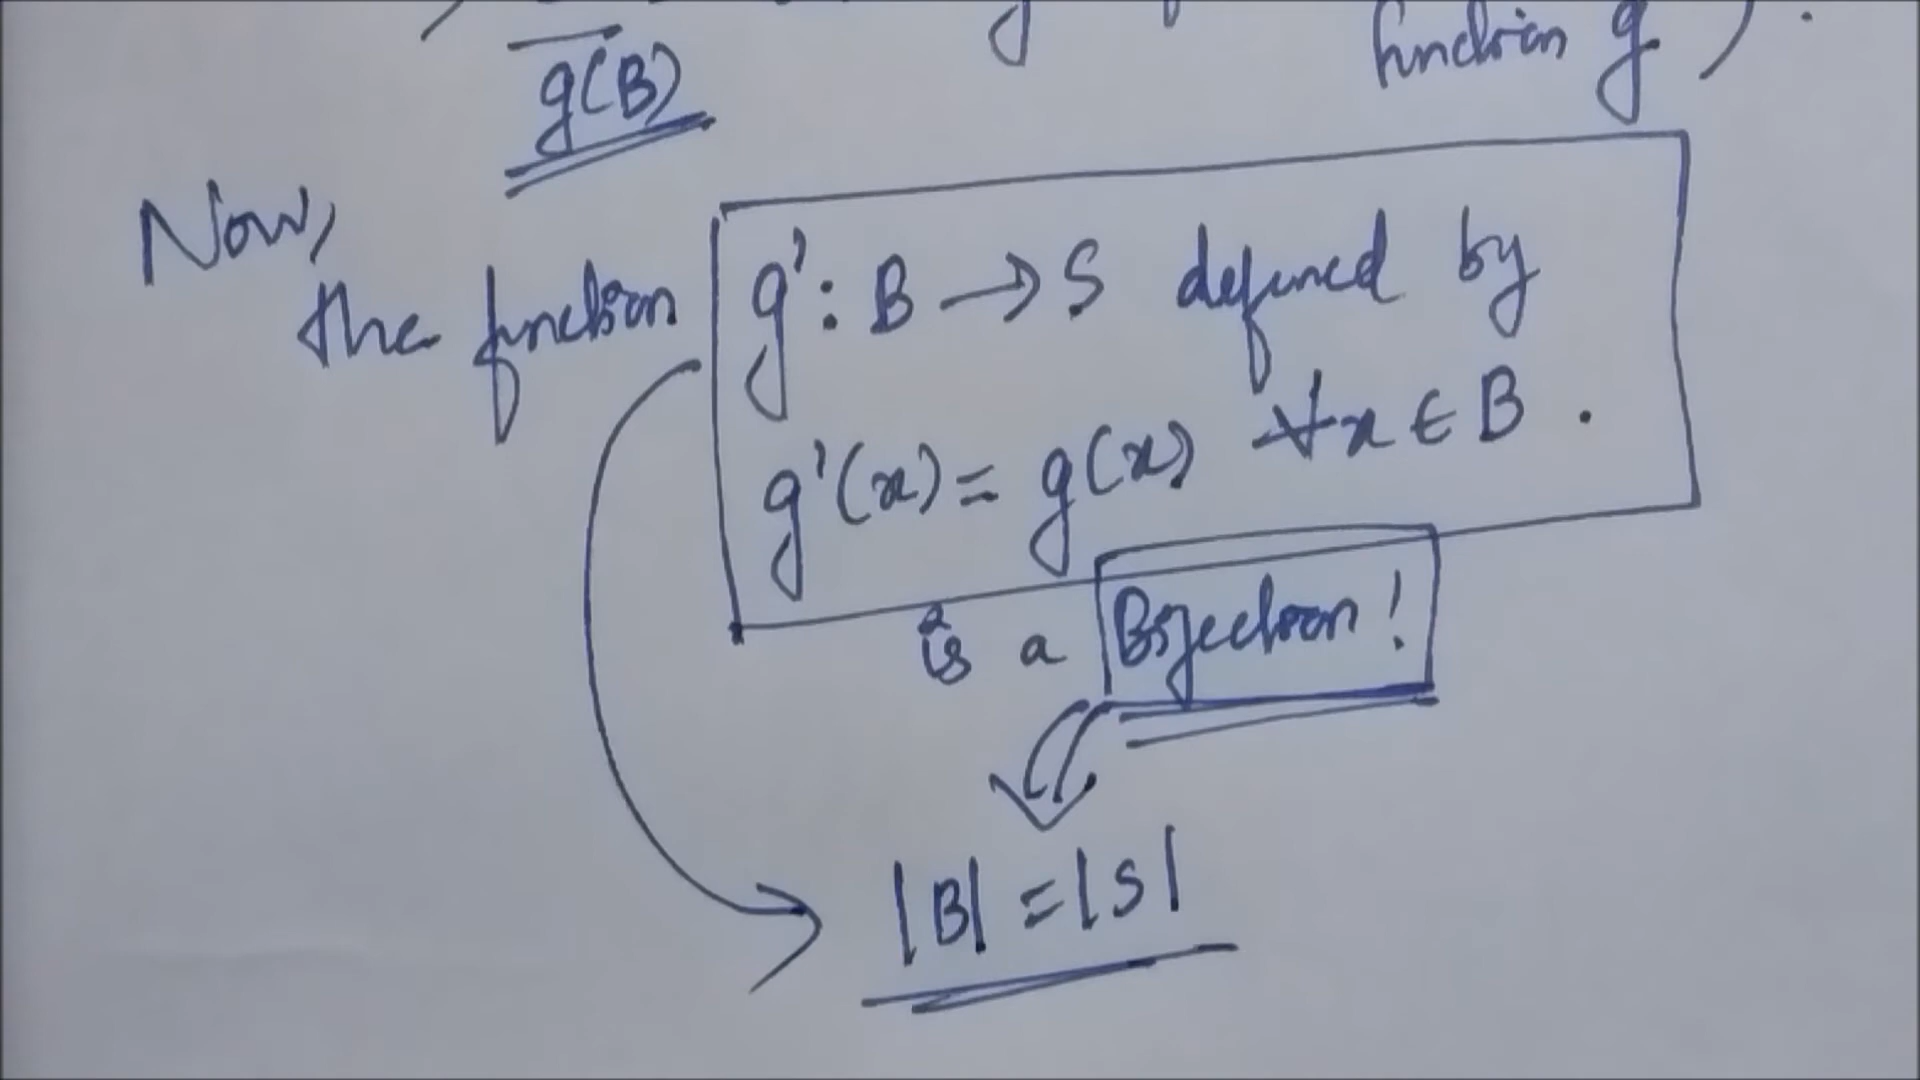 g(B)
function g).
Now,
the function g': B → S defined by
g'(x) = g(x) ∀x ∈ B.
is a Bijection!
|B| = |S|